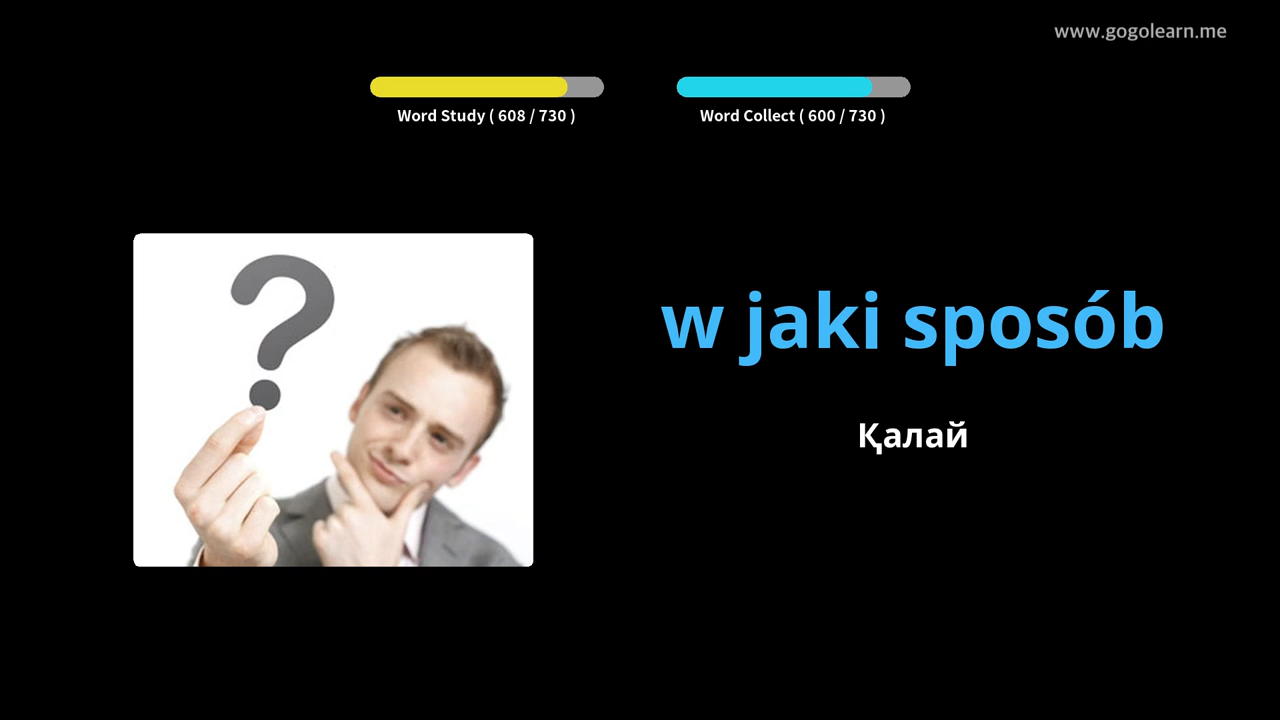 www.gogolearn.me
Word Study ( 608 / 730 )
Word Collect ( 600 / 730 )
w jaki sposób
Қалай